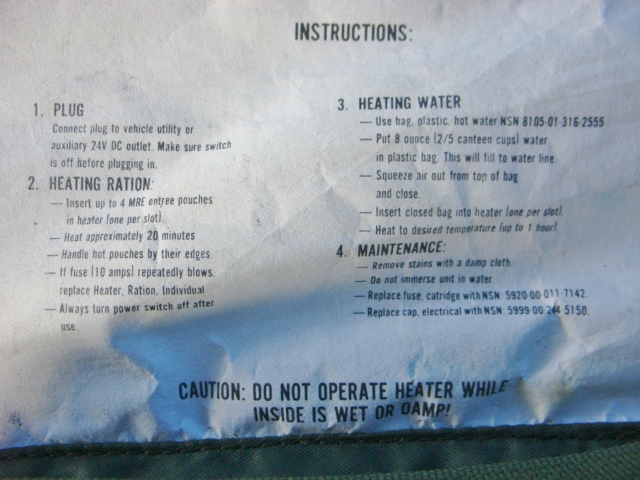 INSTRUCTIONS:
1. PLUG
Connect plug to vehicle utility or
auxiliary 24V DC outlet. Make sure switch
is off before plugging in.
2. HEATING RATION:
— Insert up to 4 MRE entree pouches
in heater (one per slot).
— Heat approximately 20 minutes
— Handle hot pouches by their edges
— If fuse (10 amps) repeatedly blows,
replace Heater, Ration, Individual
— Always turn power switch off after
use.
3. HEATING WATER
— Use bag, plastic, hot water NSN 8105-01-316-2555
— Put 8 ounce (2/5 canteen cups) water
in plastic bag. This will fill to water line.
— Squeeze air out from top of bag
and close.
— Insert closed bag into heater (one per slot).
— Heat to desired temperature (up to 1 hour).
4. MAINTENANCE:
— Remove stains with a damp cloth.
— Do not immerse unit in water.
— Replace fuse, catridge with NSN: 5920-00-011-7142
— Replace cap, electrical with NSN: 5999-00-244-5150
CAUTION: DO NOT OPERATE HEATER WHILE
INSIDE IS WET OR DAMP!